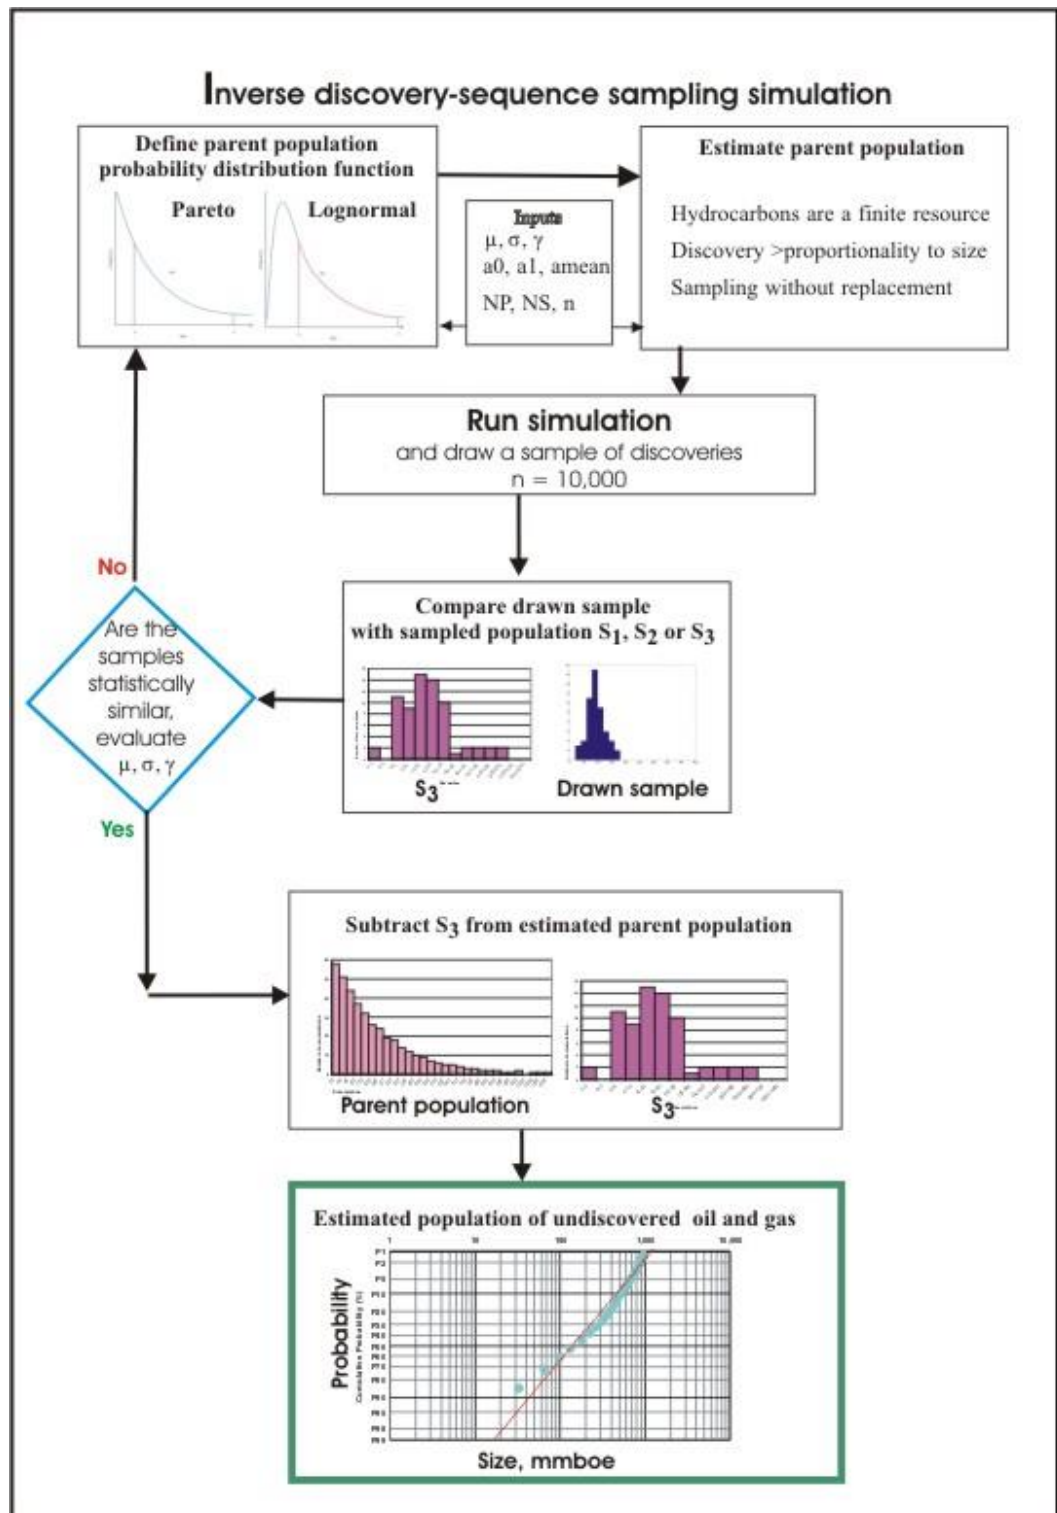 Inverse discovery-sequence sampling simulation
Define parent population
probability distribution function
Pareto
Lognormal
Inputs
μ, σ, γ
a0, a1, amean
NP, NS, n
Estimate parent population
Hydrocarbons are a finite resource
Discovery >proportionality to size
Sampling without replacement
Run simulation
and draw a sample of discoveries
n = 10,000
No
Are the
samples
statistically
similar,
evaluate
μ, σ, γ
Yes
Compare drawn sample
with sampled population S1, S2 or S3
S3
Drawn sample
Subtract S3 from estimated parent population
Parent population
S3
Estimated population of undiscovered oil and gas
1 10 100 1,000 10,000
Probability
Cumulative Probability (%)
Size, mmboe